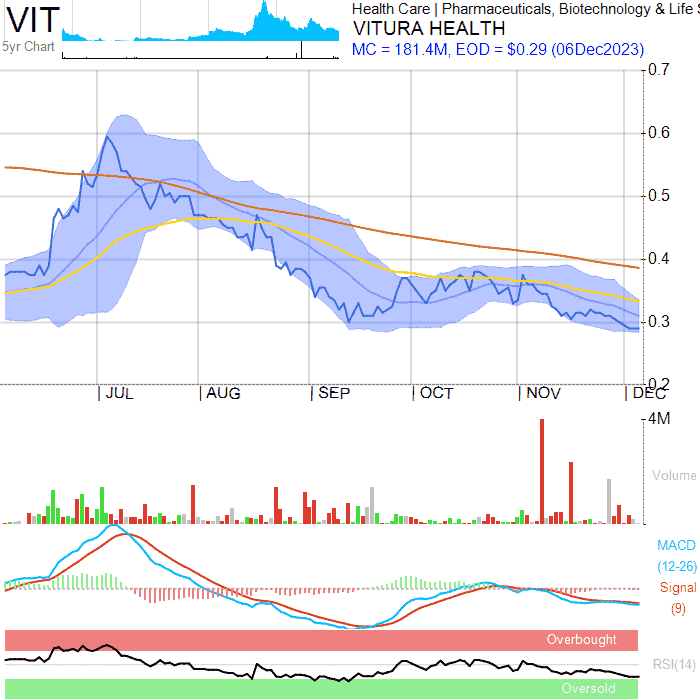 VIT
5yr Chart
Health Care | Pharmaceuticals, Biotechnology & Life S
VITURA HEALTH
MC = 181.4M, EOD = $0.29 (06Dec2023)
0.7
0.6
0.5
0.4
0.3
0.2
JUL
AUG
SEP
OCT
NOV
DEC
4M
Volume
MACD
(12-26)
Signal
(9)
Overbought
RSI(14)
Oversold